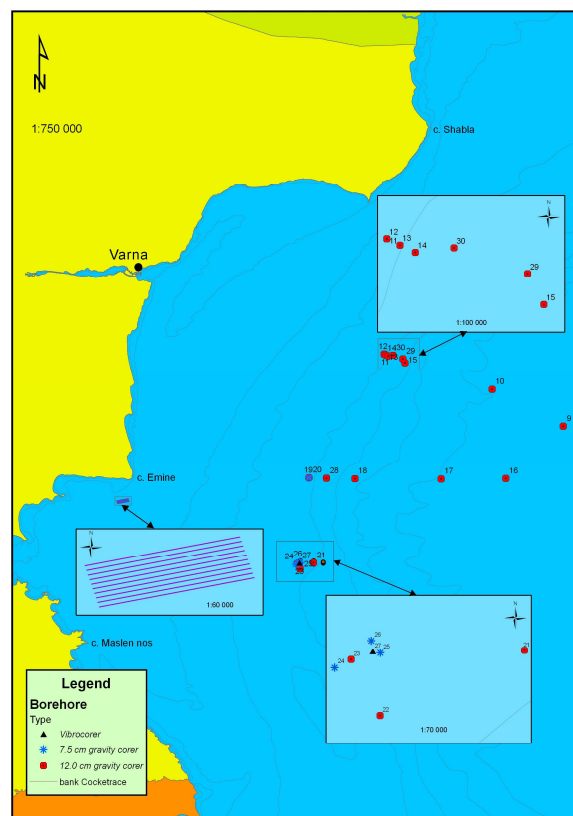 N
1:750 000
c. Shabla
Varna
N
12
11
13
14
30
29
15
1:100 000
12 14 30 29
11 13 15
10
9
19 20 28 18 17 16
c. Emine
N
1:60 000
24 26 27 21
c. Maslen nos
N
26
27 25
24 23
21
22
1:70 000
Legend
Borehore
Type
Vibrocorer
7.5 cm gravity corer
12.0 cm gravity corer
bank Cocketrace